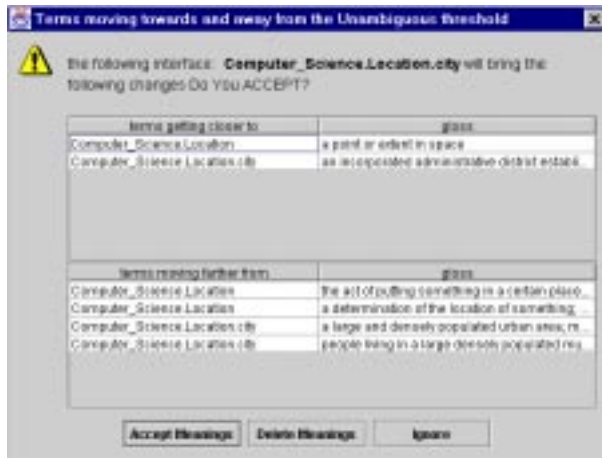 Terms moving towards and away from the Unambiguous threshold
the following interface: Computer_Science.Location.city will bring the
following changes Do You ACCEPT?
terms getting closer to gloss
Computer_Science.Location a point or extent in space
Computer_Science.Location.city an incorporated administrative district establi...
terms moving farther from gloss
Computer_Science.Location the act of putting something in a certain place...
Computer_Science.Location a determination of the location of something; ...
Computer_Science.Location.city a large and densely populated urban area; m...
Computer_Science.Location.city people living in a large densely populated mu...
Accept Meanings Delete Meanings Ignore